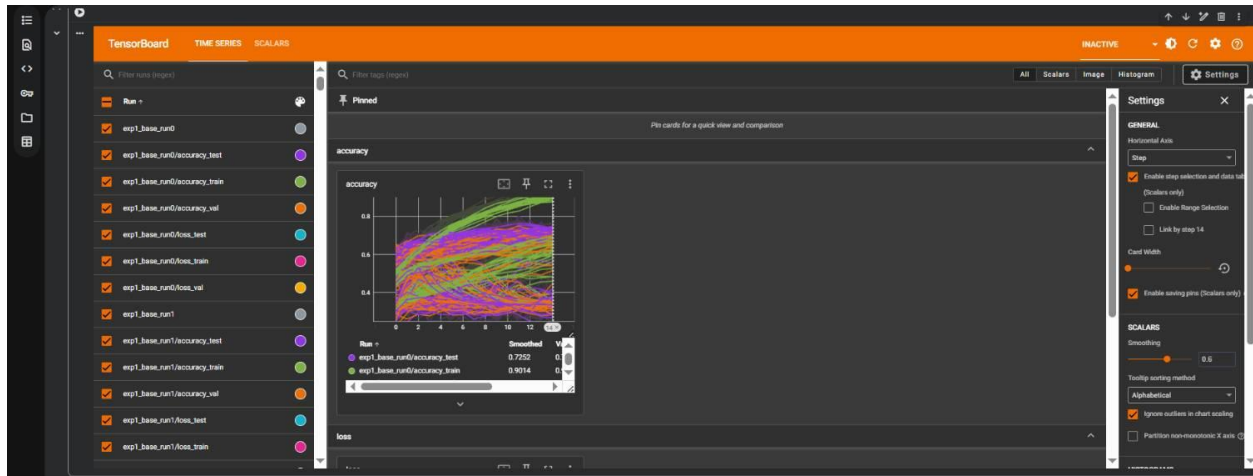 TensorBoard TIME SERIES SCALARS INACTIVE
Filter runs (regex)
Run
exp1_base_run0
exp1_base_run0/accuracy_test
exp1_base_run0/accuracy_train
exp1_base_run0/accuracy_val
exp1_base_run0/loss_test
exp1_base_run0/loss_train
exp1_base_run0/loss_val
exp1_base_run1
exp1_base_run1/accuracy_test
exp1_base_run1/accuracy_train
exp1_base_run1/accuracy_val
exp1_base_run1/loss_test
exp1_base_run1/loss_train
Filter tags (regex)
All Scalars Image Histogram Settings
Pinned
Pin cards for a quick view and comparison
accuracy
accuracy
0.8
0.6
0.4
0 2 4 6 8 10 12 14
Run Smoothed
exp1_base_run0/accuracy_test 0.7252
exp1_base_run0/accuracy_train 0.9014
loss
Settings
GENERAL
Horizontal Axis
Step
Enable step selection and data tab
(Scalars only)
Enable Range Selection
Link by step 14
Card Width
Enable saving pins (Scalars only)
SCALARS
Smoothing
0.6
Tooltip sorting method
Alphabetical
Ignore outliers in chart scaling
Partition non-monotonic X axis